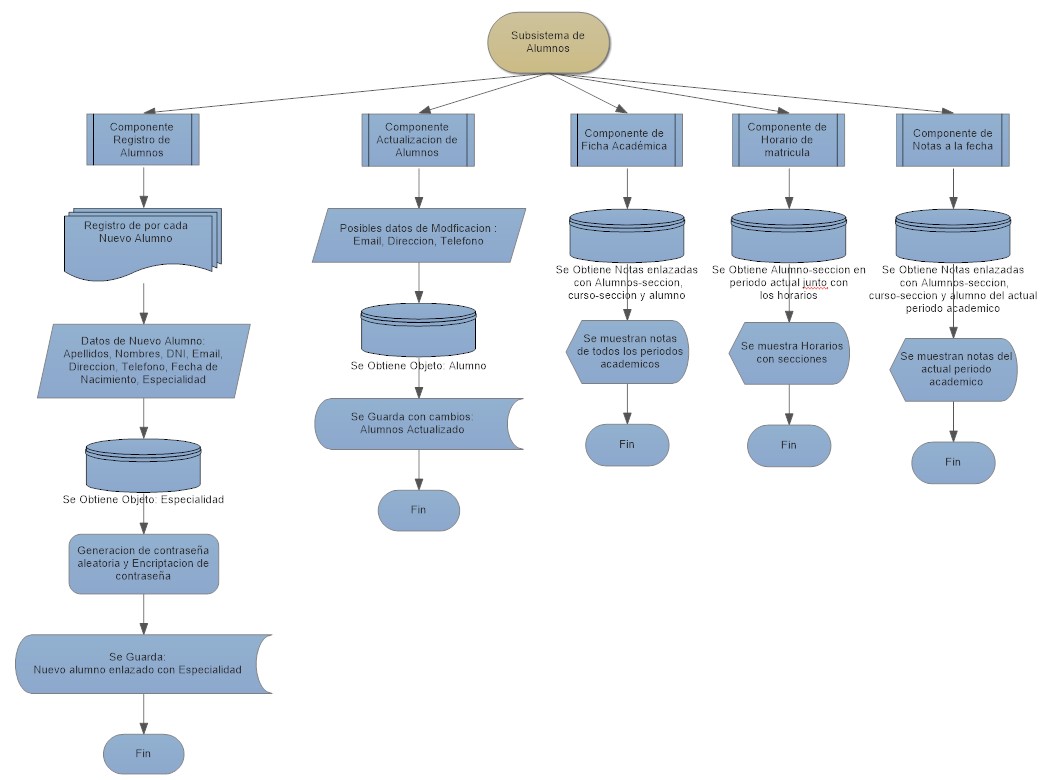 Subsistema de
Alumnos
Componente
Registro de
Alumnos
Registro de por cada
Nuevo Alumno
Datos de Nuevo Alumno:
Apellidos, Nombres, DNI, Email,
Direccion, Telefono, Fecha de
Nacimiento, Especialidad
Se Obtiene Objeto: Especialidad
Generacion de contraseña
aleatoria y Encriptacion de
contraseña
Se Guarda:
Nuevo alumno enlazado con Especialidad
Fin
Componente
Actualizacion de
Alumnos
Posibles datos de Modficacion :
Email, Direccion, Telefono
Se Obtiene Objeto: Alumno
Se Guarda con cambios:
Alumnos Actualizado
Fin
Componente de
Ficha Académica
Se Obtiene Notas enlazadas
con Alumnos-seccion,
curso-seccion y alumno
Se muestran notas
de todos los periodos
academicos
Fin
Componente de
Horario de
matricula
Se Obtiene Alumno-seccion en
periodo actual junto con
los horarios
Se muestra Horarios
con secciones
Fin
Componente de
Notas a la fecha
Se Obtiene Notas enlazadas
con Alumnos-seccion,
curso-seccion y alumno del actual
periodo academico
Se muestran notas del
actual periodo
academico
Fin